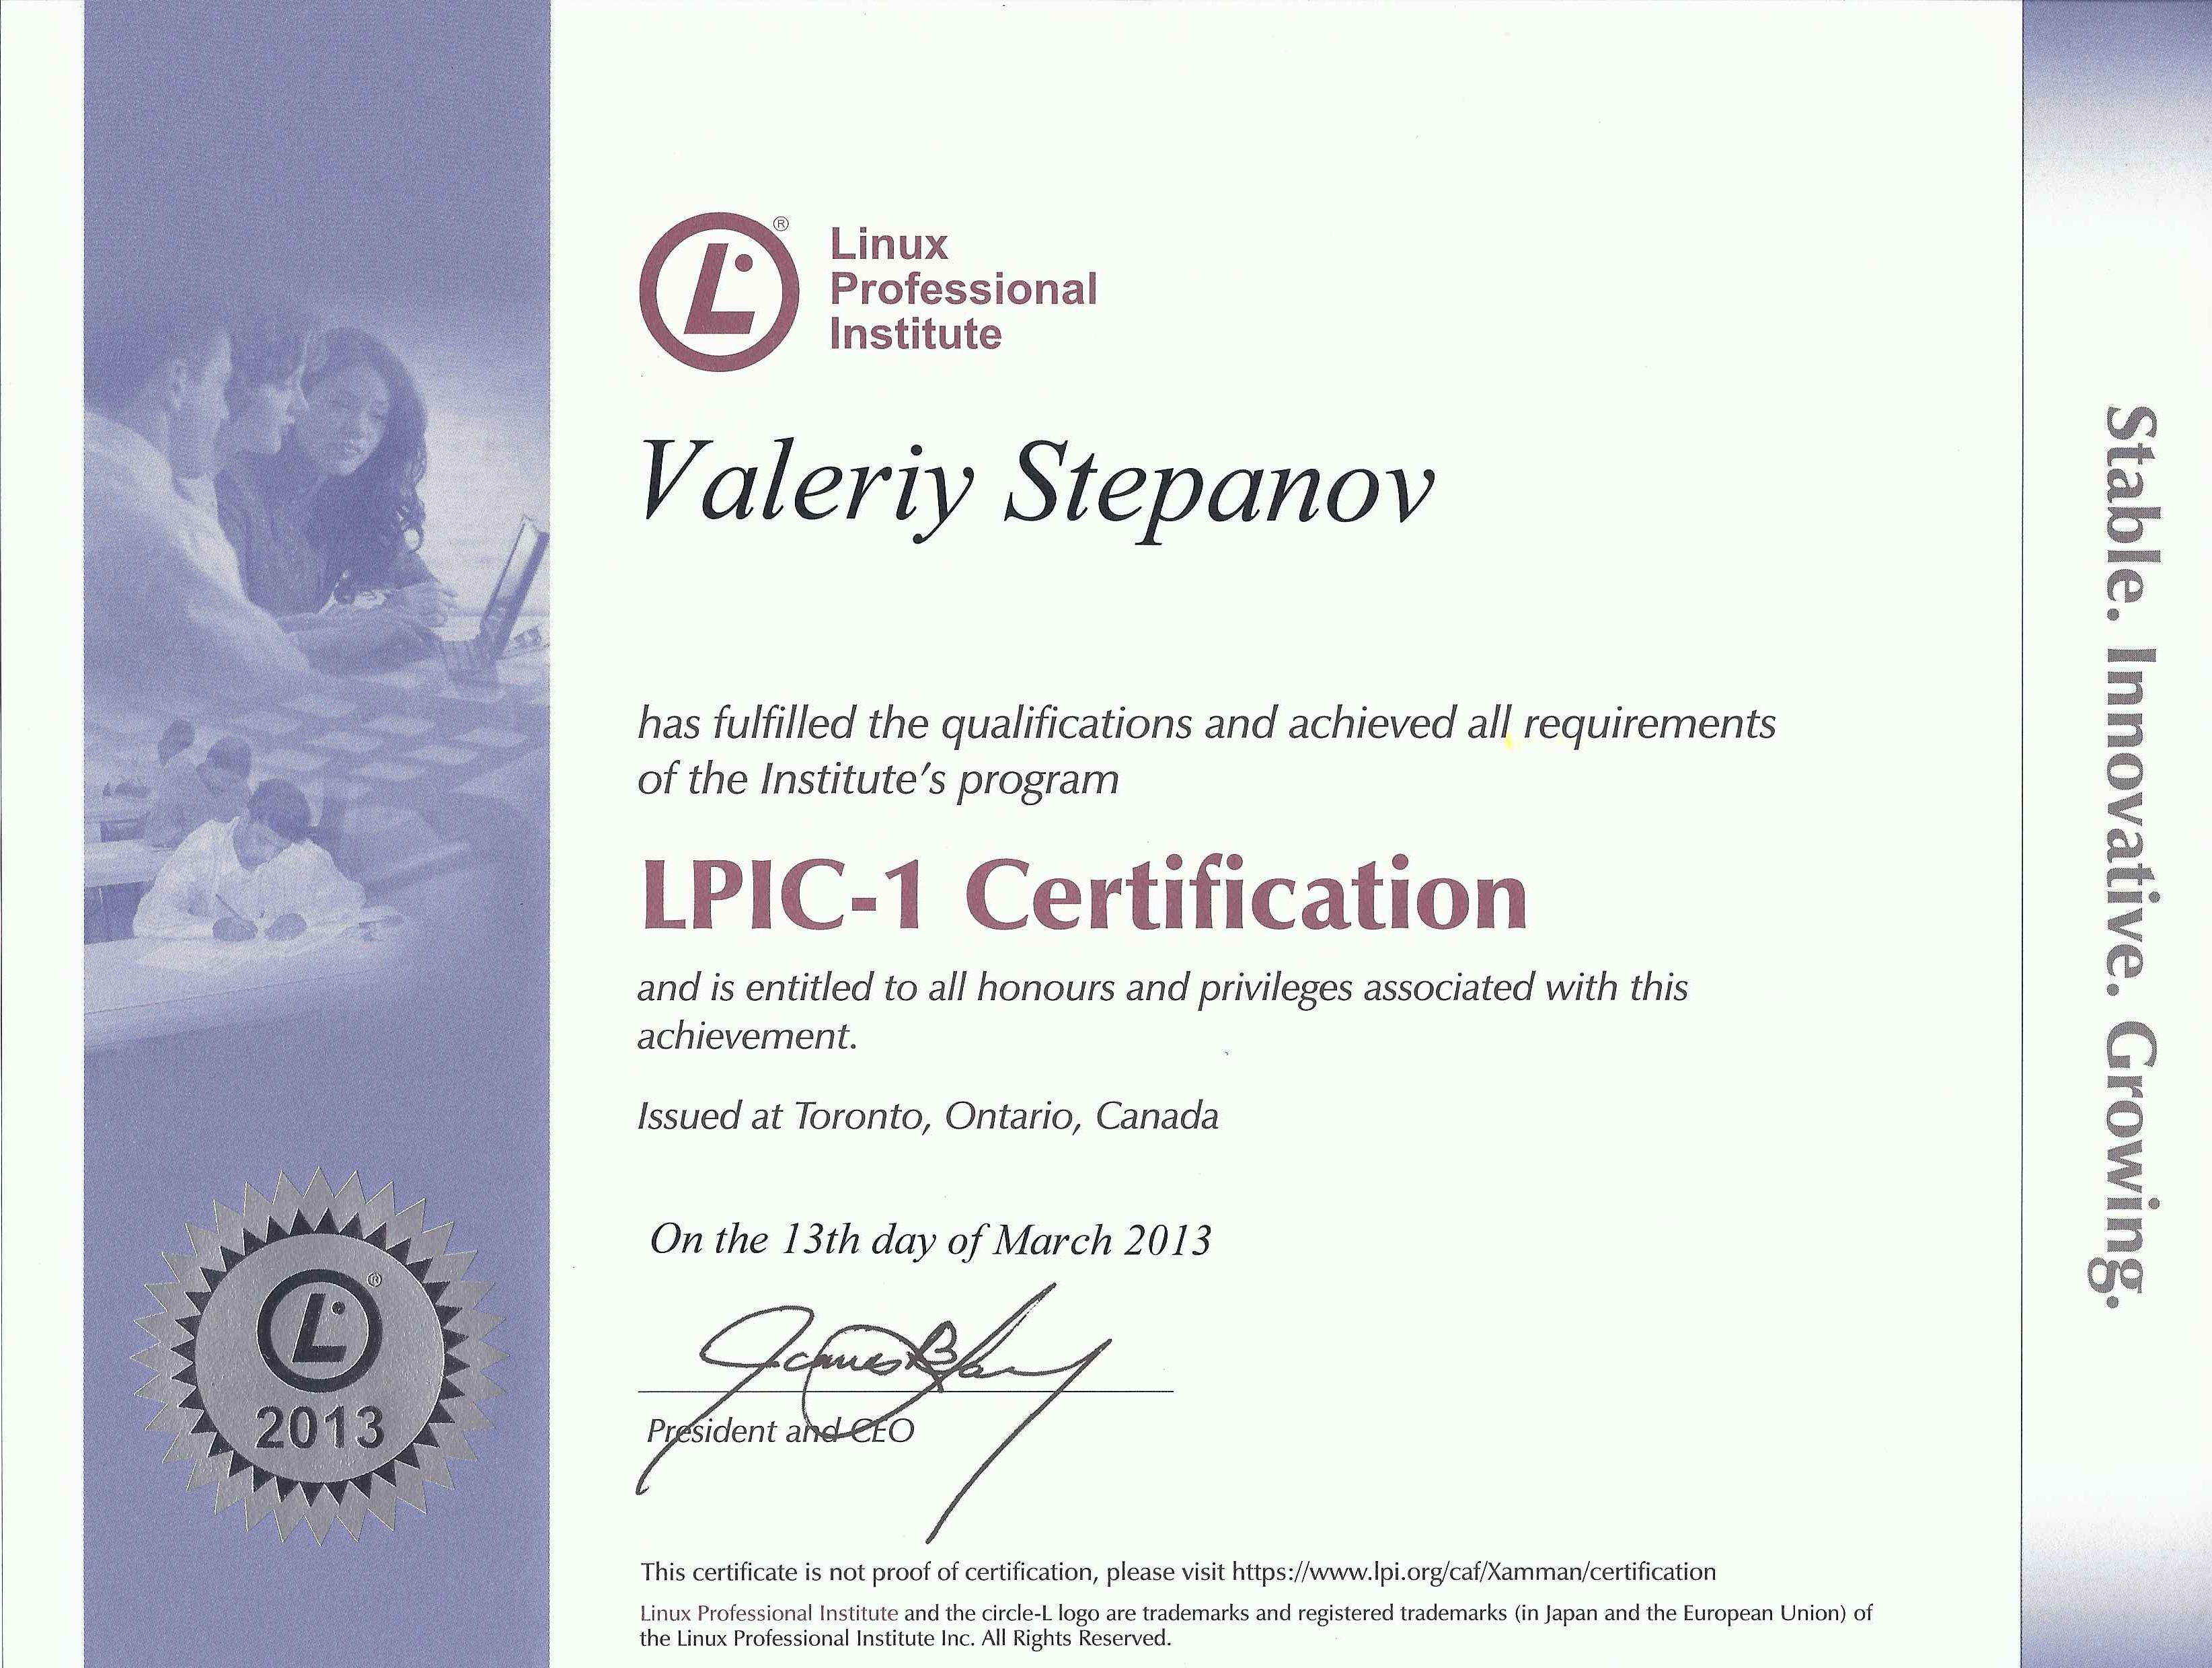 Linux
Professional
Institute
Valeriy Stepanov
has fulfilled the qualifications and achieved all requirements
of the Institute's program
LPIC-1 Certification
and is entitled to all honours and privileges associated with this
achievement.
Issued at Toronto, Ontario, Canada
On the 13th day of March 2013
President and CEO
This certificate is not proof of certification, please visit https://www.lpi.org/caf/Xamman/certification
Linux Professional Institute and the circle-L logo are trademarks and registered trademarks (in Japan and the European Union) of
the Linux Professional Institute Inc. All Rights Reserved.
2013
Stable. Innovative. Growing.